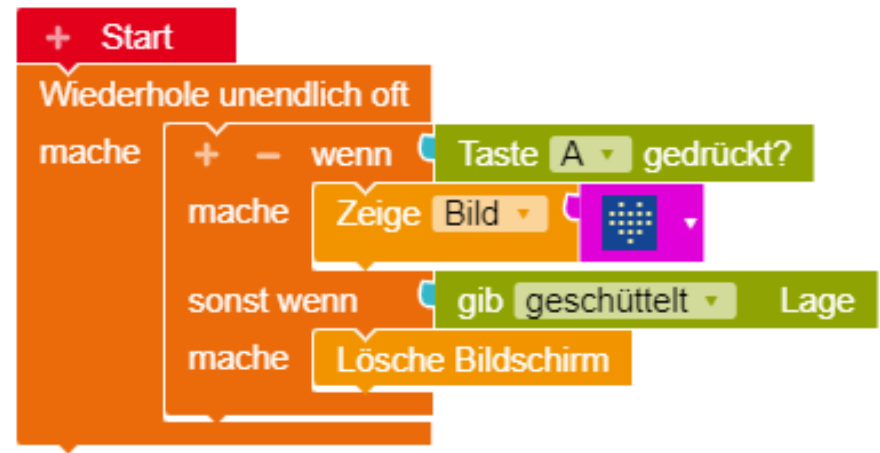 + Start
Wiederhole unendlich oft
mache + – wenn Taste A gedrückt?
mache Zeige Bild
sonst wenn gib geschüttelt Lage
mache Lösche Bildschirm